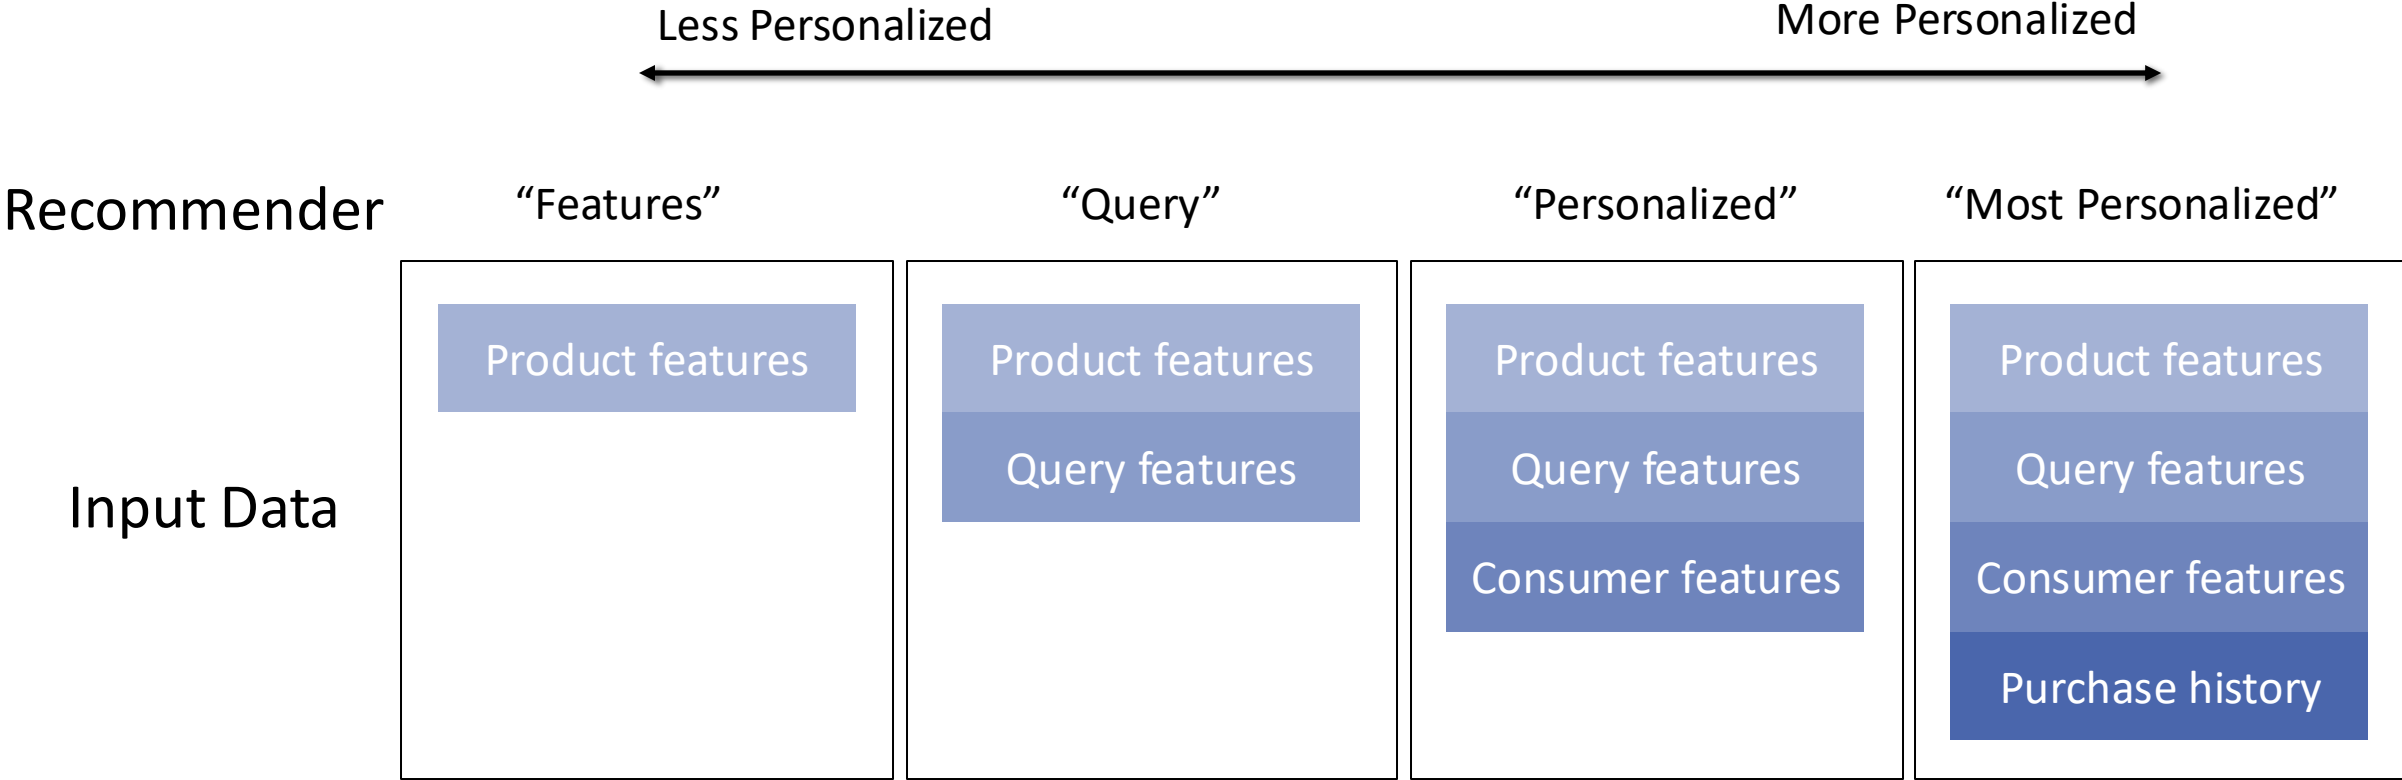 Less Personalized
More Personalized
Recommender
“Features”
“Query”
“Personalized”
“Most Personalized”
Input Data
Product features
Product features
Query features
Product features
Query features
Consumer features
Product features
Query features
Consumer features
Purchase history